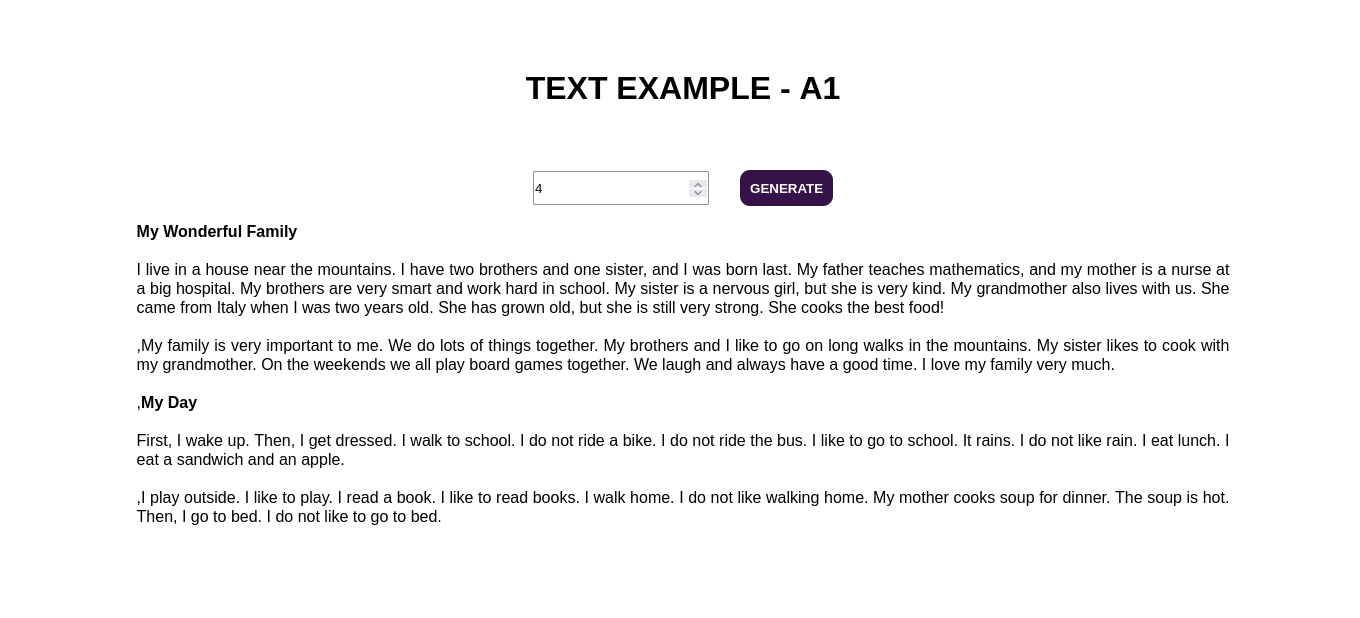 TEXT EXAMPLE - A1
4
GENERATE
My Wonderful Family
I live in a house near the mountains. I have two brothers and one sister, and I was born last. My father teaches mathematics, and my mother is a nurse at
a big hospital. My brothers are very smart and work hard in school. My sister is a nervous girl, but she is very kind. My grandmother also lives with us. She
came from Italy when I was two years old. She has grown old, but she is still very strong. She cooks the best food!
,My family is very important to me. We do lots of things together. My brothers and I like to go on long walks in the mountains. My sister likes to cook with
my grandmother. On the weekends we all play board games together. We laugh and always have a good time. I love my family very much.
,My Day
First, I wake up. Then, I get dressed. I walk to school. I do not ride a bike. I do not ride the bus. I like to go to school. It rains. I do not like rain. I eat lunch. I
eat a sandwich and an apple.
,I play outside. I like to play. I read a book. I like to read books. I walk home. I do not like walking home. My mother cooks soup for dinner. The soup is hot.
Then, I go to bed. I do not like to go to bed.